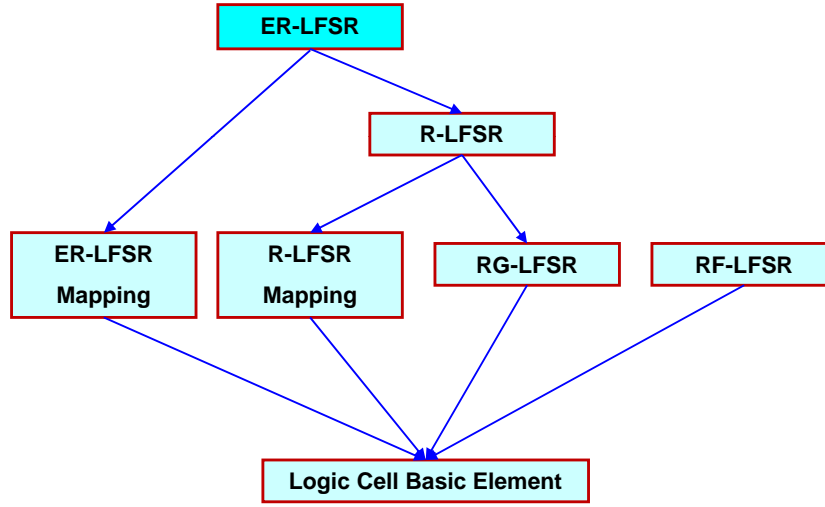 ER-LFSR
R-LFSR
ER-LFSR
Mapping
R-LFSR
Mapping
RG-LFSR
RF-LFSR
Logic Cell Basic Element